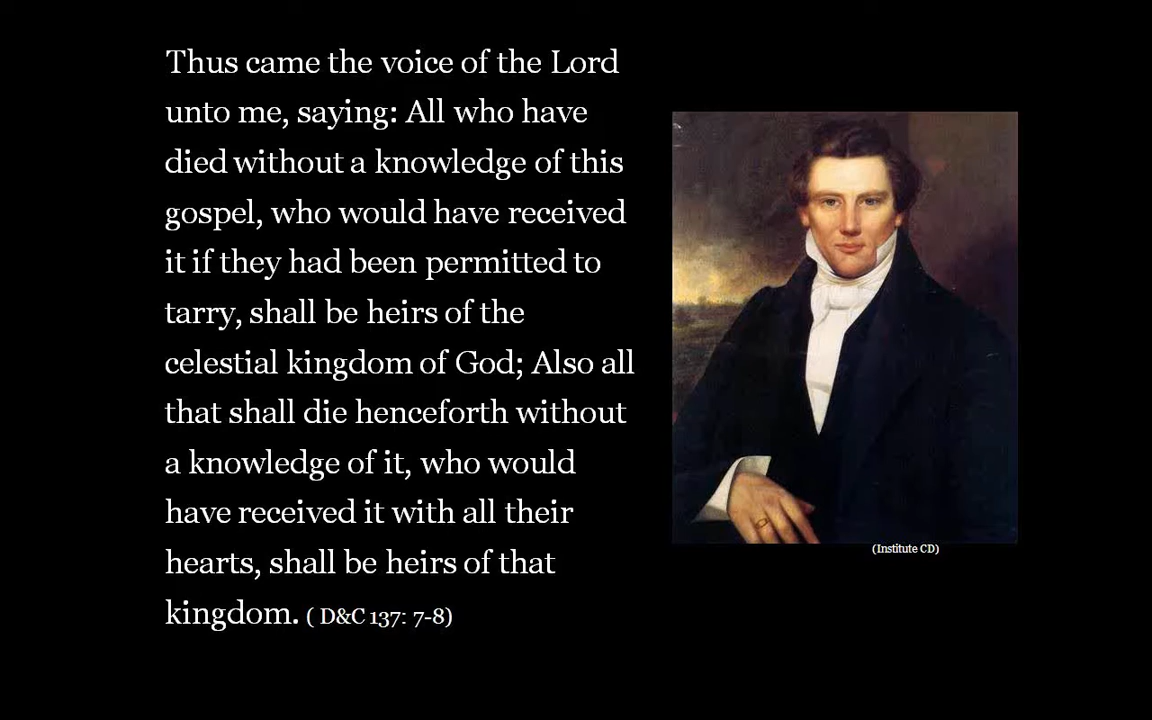 Thus came the voice of the Lord
unto me, saying: All who have
died without a knowledge of this
gospel, who would have received
it if they had been permitted to
tarry, shall be heirs of the
celestial kingdom of God; Also all
that shall die henceforth without
a knowledge of it, who would
have received it with all their
hearts, shall be heirs of that
kingdom. ( D&C 137: 7-8)
(Institute CD)